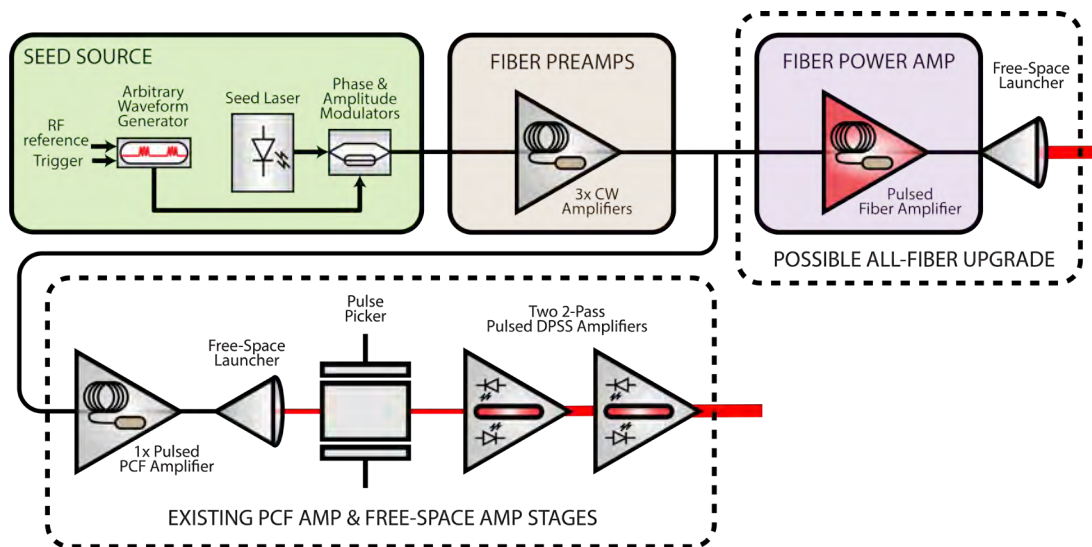 SEED SOURCE
Arbitrary
Waveform
Generator
RF
reference
Trigger
Seed Laser
Phase &
Amplitude
Modulators
FIBER PREAMPS
3x CW
Amplifiers
FIBER POWER AMP
Pulsed
Fiber Amplifier
Free-Space
Launcher
POSSIBLE ALL-FIBER UPGRADE
1x Pulsed
PCF Amplifier
Free-Space
Launcher
Pulse
Picker
Two 2-Pass
Pulsed DPSS Amplifiers
EXISTING PCF AMP & FREE-SPACE AMP STAGES